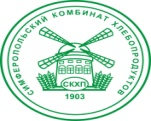 СИМФЕРОПОЛЬСКИЙ КОМБИНАТ ХЛЕБОПРОДУКТОВ
СКХП
1903